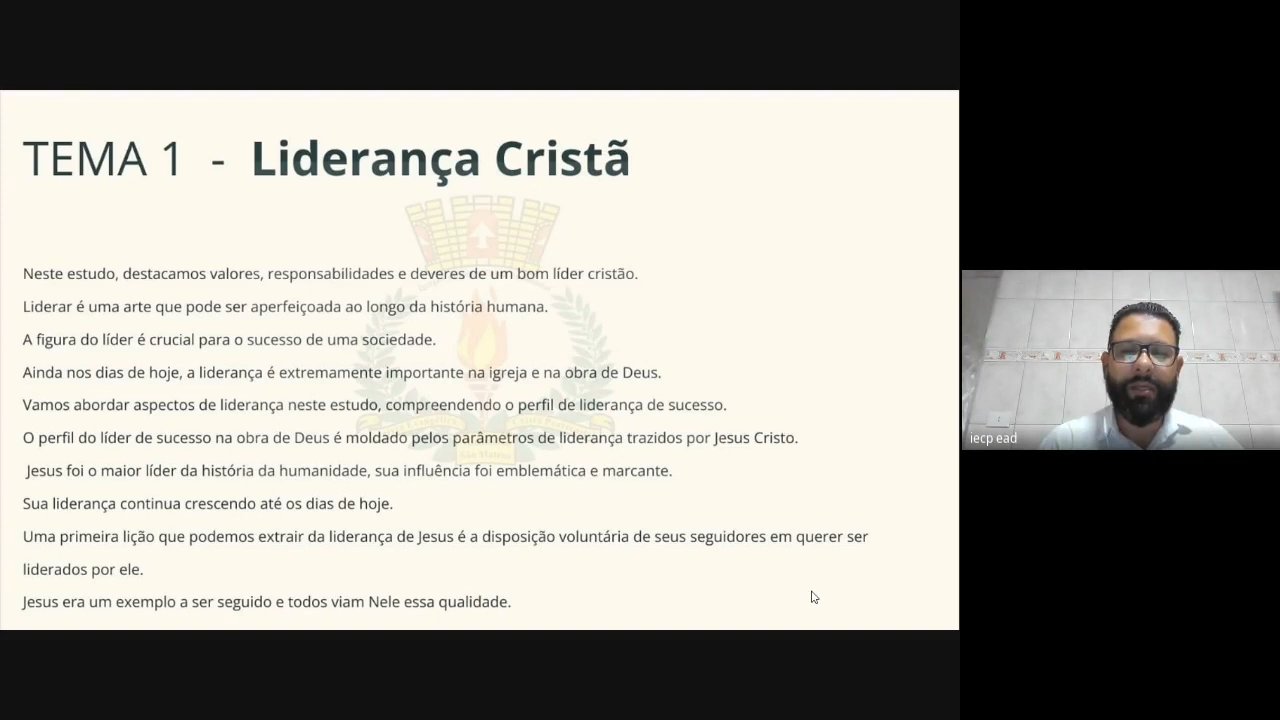 TEMA 1 - Liderança Cristã
Neste estudo, destacamos valores, responsabilidades e deveres de um bom líder cristão.
Liderar é uma arte que pode ser aperfeiçoada ao longo da história humana.
A figura do líder é crucial para o sucesso de uma sociedade.
Ainda nos dias de hoje, a liderança é extremamente importante na igreja e na obra de Deus.
Vamos abordar aspectos de liderança neste estudo, compreendendo o perfil de liderança de sucesso.
O perfil do líder de sucesso na obra de Deus é moldado pelos parâmetros de liderança trazidos por Jesus Cristo.
Jesus foi o maior líder da história da humanidade, sua influência foi emblemática e marcante.
Sua liderança continua crescendo até os dias de hoje.
Uma primeira lição que podemos extrair da liderança de Jesus é a disposição voluntária de seus seguidores em querer ser
liderados por ele.
Jesus era um exemplo a ser seguido e todos viam Nele essa qualidade.
iecp ead